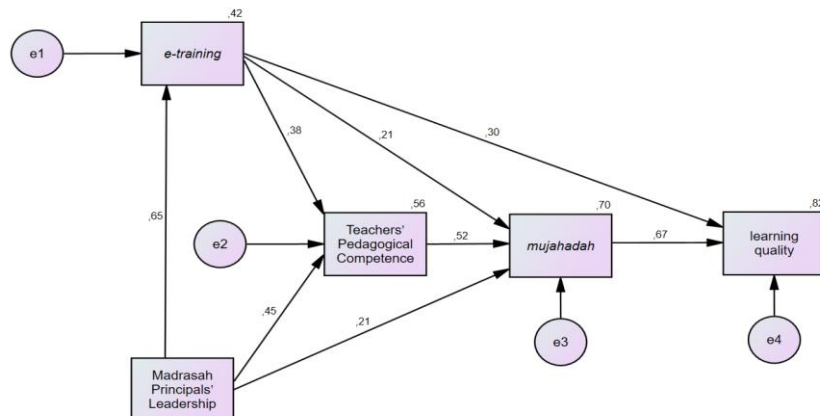 ,42
e1
e-training
,38
,21
,30
,65
,56
,70
,82
e2
Teachers'
Pedagogical
Competence
,52
mujahadah
,67
learning
quality
,45
,21
e3
e4
Madrasah
Principals'
Leadership